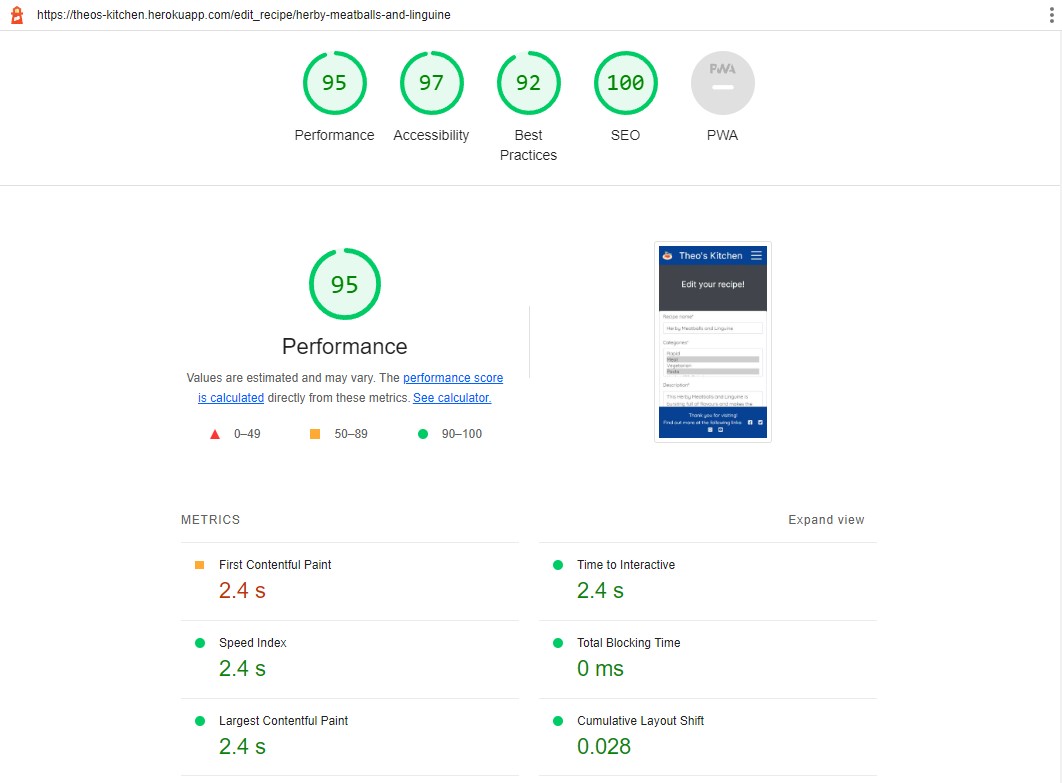 https://theos-kitchen.herokuapp.com/edit_recipe/herby-meatballs-and-linguine
95
97
92
100
PWA
Performance
Accessibility
Best
Practices
SEO
PWA
95
Performance
Values are estimated and may vary. The performance score
is calculated directly from these metrics. See calculator.
0–49
50–89
90–100
Theo's Kitchen
Edit your recipe!
Recipe Name*
Herby Meatballs and Linguine
Categories*
Rapid
Meat
Vegetarian
Pasta
Description*
This Herby Meatballs and Linguine is
bursting full of flavours and makes the
Thank you for visiting!
Find out more at the following links:
METRICS
Expand view
First Contentful Paint
2.4 s
Time to Interactive
2.4 s
Speed Index
2.4 s
Total Blocking Time
0 ms
Largest Contentful Paint
2.4 s
Cumulative Layout Shift
0.028